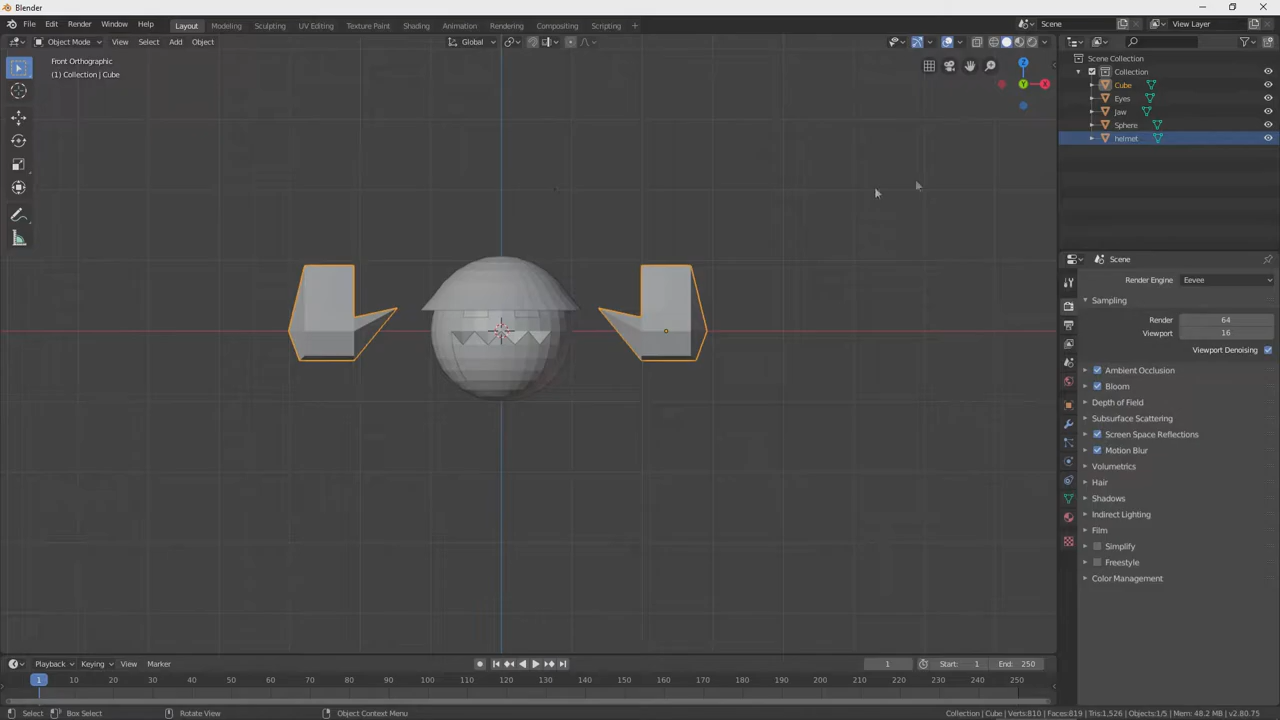 Blender
File Edit Render Window Help
Layout Modeling Sculpting UV Editing Texture Paint Shading Animation Rendering Compositing Scripting +
Scene
View Layer
Object Mode View Select Add Object
Global
Front Orthographic
(1) Collection | Cube
Z
Y
X
Scene Collection
Collection
Cube
Eyes
Jaw
Sphere
helmet
Scene
Render Engine Eevee
Sampling
Render 64
Viewport 16
Viewport Denoising
Ambient Occlusion
Bloom
Depth of Field
Subsurface Scattering
Screen Space Reflections
Motion Blur
Volumetrics
Hair
Shadows
Indirect Lighting
Film
Simplify
Freestyle
Color Management
Playback Keying View Marker
1 Start: 1 End: 250
1 10 20 30 40 50 60 70 80 90 100 110 120 130 140 150 160 170 180 190 200 210 220 230 240 250
Select Box Select Rotate View Object Context Menu
Collection | Cube | Verts:810 | Faces:819 | Tris:1,526 | Objects:1/5 | Mem: 48.2 MB | v2.80.75